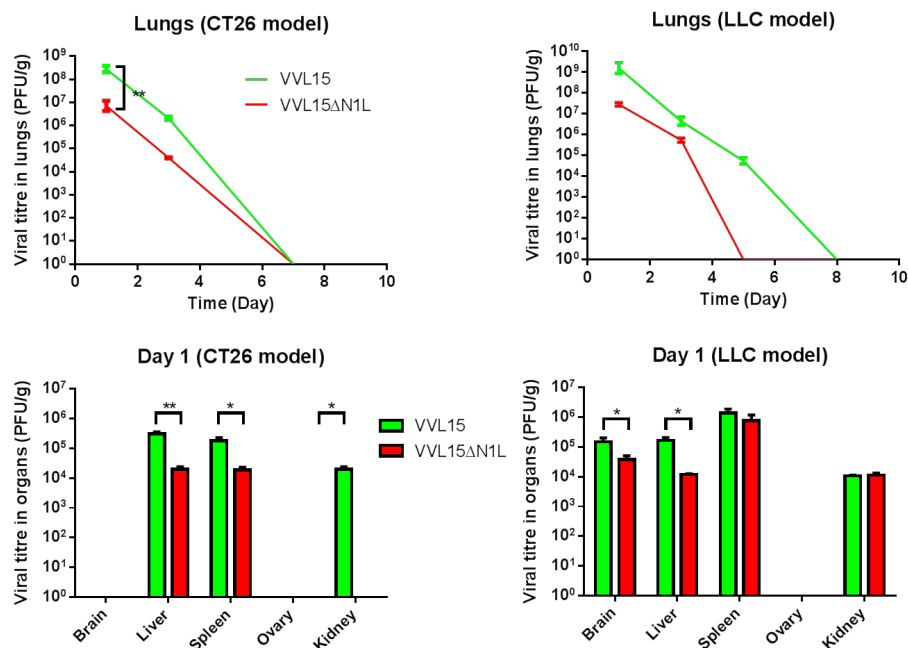 Lungs (CT26 model)
Viral titre in lungs (PFU/g)
10⁹
10⁸
10⁷
10⁶
10⁵
10⁴
10³
10²
10¹
10⁰
**
VVL15
VVL15ΔN1L
0 2 4 6 8 10
Time (Day)
Lungs (LLC model)
Viral titre in lungs (PFU/g)
10¹⁰
10⁹
10⁸
10⁷
10⁶
10⁵
10⁴
10³
10²
10¹
10⁰
0 2 4 6 8 10
Time (Day)
Day 1 (CT26 model)
Viral titre in organs (PFU/g)
10⁷
10⁶
10⁵
10⁴
10³
10²
10¹
10⁰
** * *
VVL15
VVL15ΔN1L
Brain Liver Spleen Ovary Kidney
Day 1 (LLC model)
Viral titre in organs (PFU/g)
10⁷
10⁶
10⁵
10⁴
10³
10²
10¹
10⁰
* *
Brain Liver Spleen Ovary Kidney